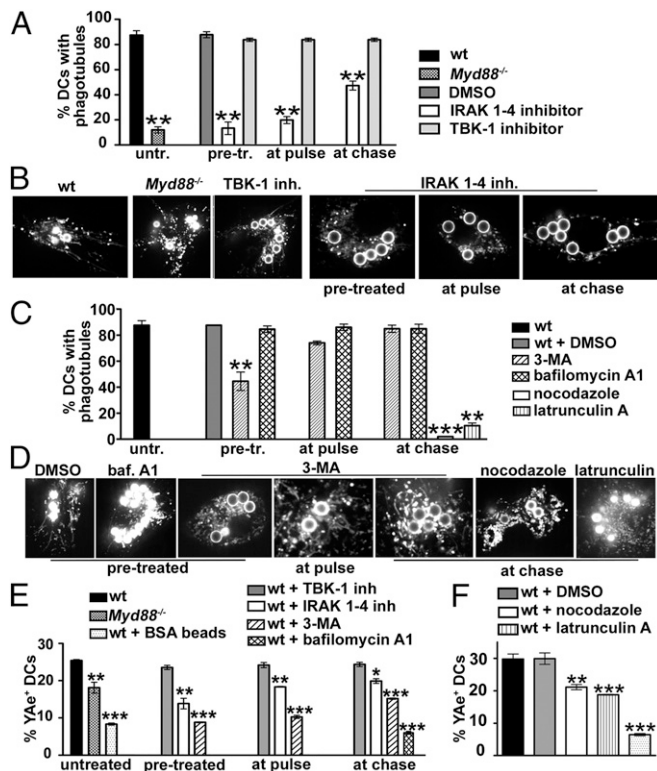 A
% DCs with
phagotubules
100
80
60
40
20
0
**
**
**
**
untr.
pre-tr.
at pulse
at chase
wt
Myd88-/-
DMSO
IRAK 1-4 inhibitor
TBK-1 inhibitor
B
wt
Myd88-/-
TBK-1 inh.
IRAK 1-4 inh.
pre-treated
at pulse
at chase
C
% DCs with
phagotubules
100
80
60
40
20
0
**
***
**
untr.
pre-tr.
at pulse
at chase
wt
wt + DMSO
3-MA
bafilomycin A1
nocodazole
latrunculin A
D
DMSO
baf. A1
3-MA
nocodazole
latrunculin
pre-treated
at pulse
at chase
E
wt
Myd88-/-
wt + BSA beads
wt + TBK-1 inh
wt + IRAK 1-4 inh
wt + 3-MA
wt + bafilomycin A1
% YAe+ DCs
30
20
10
0
**
***
**
***
**
***
*
***
***
untreated
pre-treated
at pulse
at chase
F
wt + DMSO
wt + nocodazole
wt + latrunculin A
% YAe+ DCs
30
20
10
0
**
***
***